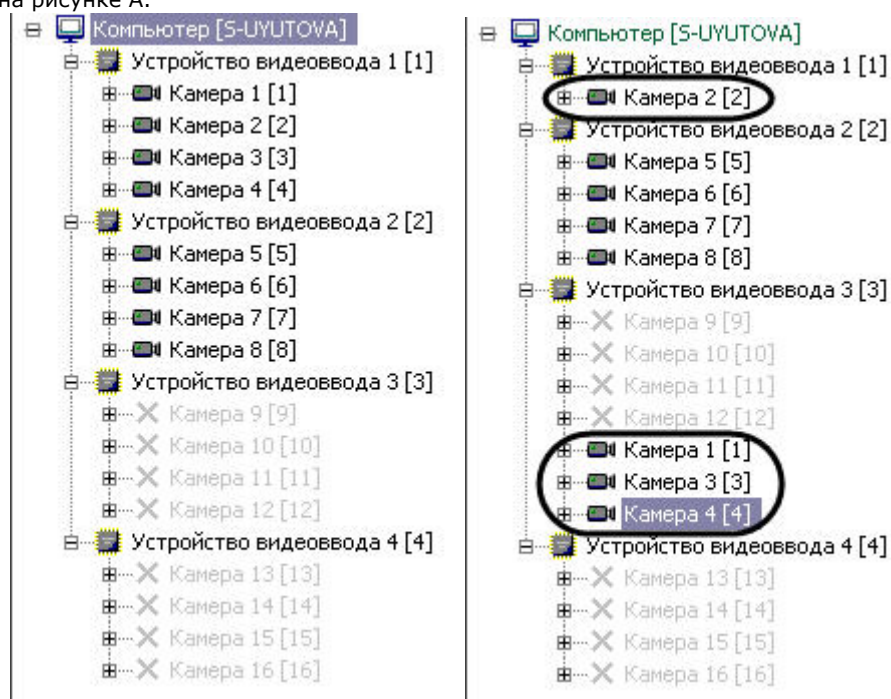 на рисунке А.
Компьютер [S-UYUTOVA]
Устройство видеоввода 1 [1]
Камера 1 [1]
Камера 2 [2]
Камера 3 [3]
Камера 4 [4]
Устройство видеоввода 2 [2]
Камера 5 [5]
Камера 6 [6]
Камера 7 [7]
Камера 8 [8]
Устройство видеоввода 3 [3]
Камера 9 [9]
Камера 10 [10]
Камера 11 [11]
Камера 12 [12]
Устройство видеоввода 4 [4]
Камера 13 [13]
Камера 14 [14]
Камера 15 [15]
Камера 16 [16]
Компьютер [S-UYUTOVA]
Устройство видеоввода 1 [1]
Камера 2 [2]
Устройство видеоввода 2 [2]
Камера 5 [5]
Камера 6 [6]
Камера 7 [7]
Камера 8 [8]
Устройство видеоввода 3 [3]
Камера 9 [9]
Камера 10 [10]
Камера 11 [11]
Камера 12 [12]
Камера 1 [1]
Камера 3 [3]
Камера 4 [4]
Устройство видеоввода 4 [4]
Камера 13 [13]
Камера 14 [14]
Камера 15 [15]
Камера 16 [16]